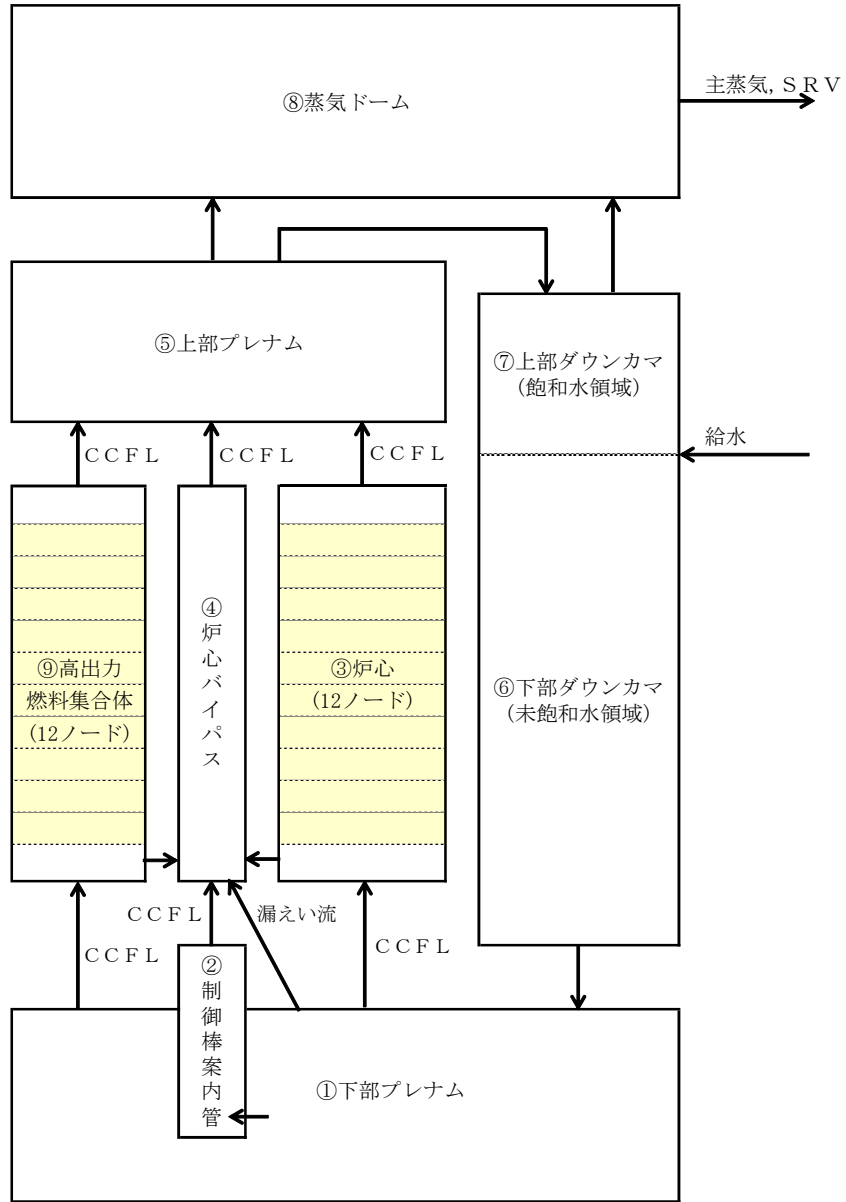 ⑧蒸気ドーム
主蒸気, ＳＲＶ
⑤上部プレナム
⑦上部ダウンカマ
(飽和水領域)
給水
ＣＣＦＬ
ＣＣＦＬ
ＣＣＦＬ
⑨高出力
燃料集合体
(12ノード)
④炉心バイパス
③炉心
(12ノード)
⑥下部ダウンカマ
(未飽和水領域)
ＣＣＦＬ
漏えい流
ＣＣＦＬ
ＣＣＦＬ
②制御棒案内管
①下部プレナム